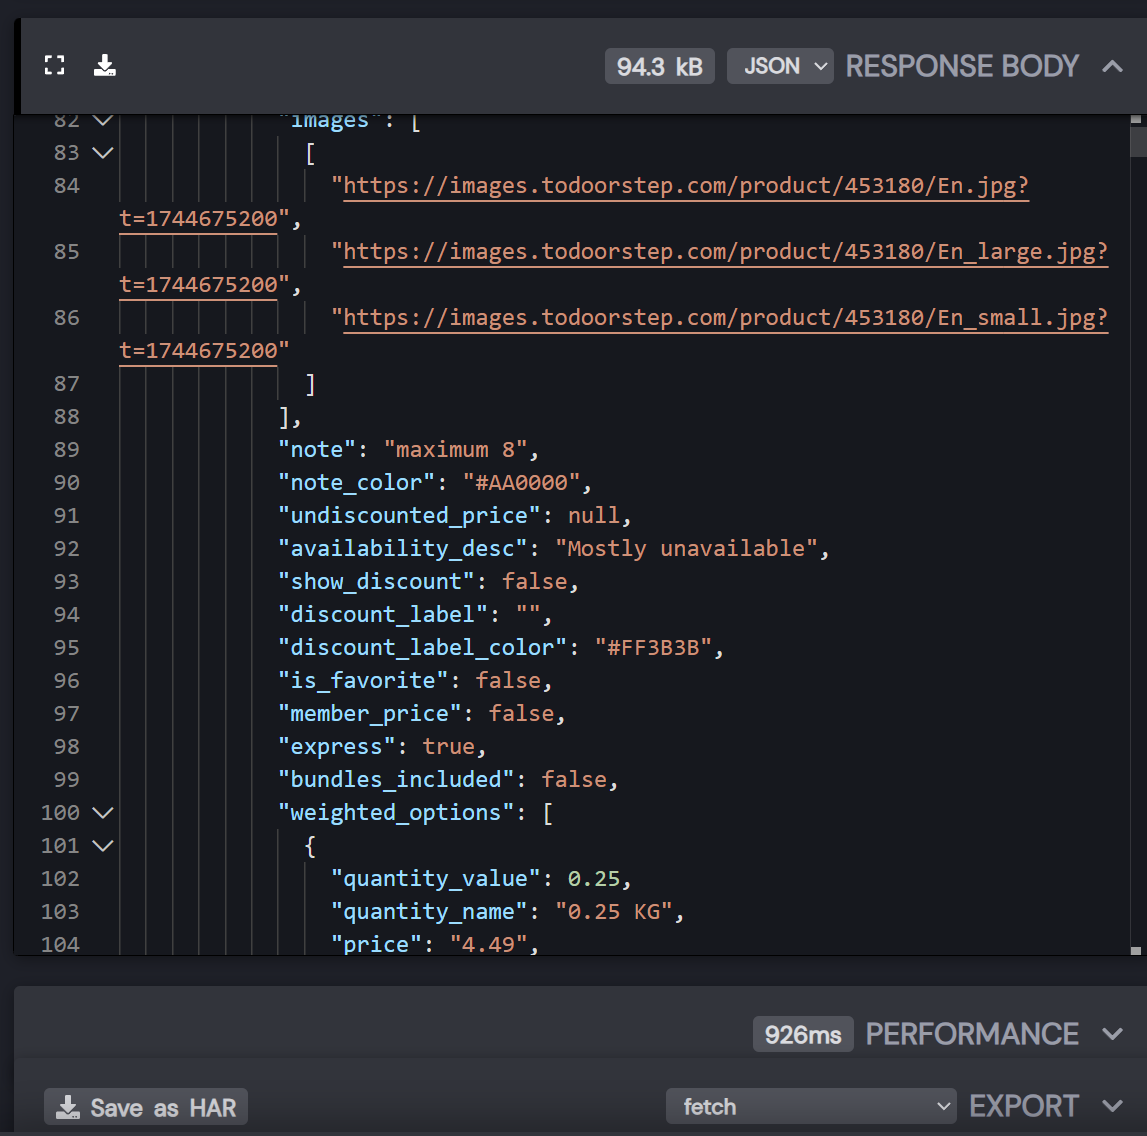 94.3 kB JSON RESPONSE BODY
82 "images": [
83 [
84 "https://images.todoorstep.com/product/453180/En.jpg?
t=1744675200",
85 "https://images.todoorstep.com/product/453180/En_large.jpg?
t=1744675200",
86 "https://images.todoorstep.com/product/453180/En_small.jpg?
t=1744675200"
87 ]
88 ],
89 "note": "maximum 8",
90 "note_color": "#AA0000",
91 "undiscounted_price": null,
92 "availability_desc": "Mostly unavailable",
93 "show_discount": false,
94 "discount_label": "",
95 "discount_label_color": "#FF3B3B",
96 "is_favorite": false,
97 "member_price": false,
98 "express": true,
99 "bundles_included": false,
100 "weighted_options": [
101 {
102 "quantity_value": 0.25,
103 "quantity_name": "0.25 KG",
104 "price": "4.49",
926ms PERFORMANCE
Save as HAR fetch EXPORT